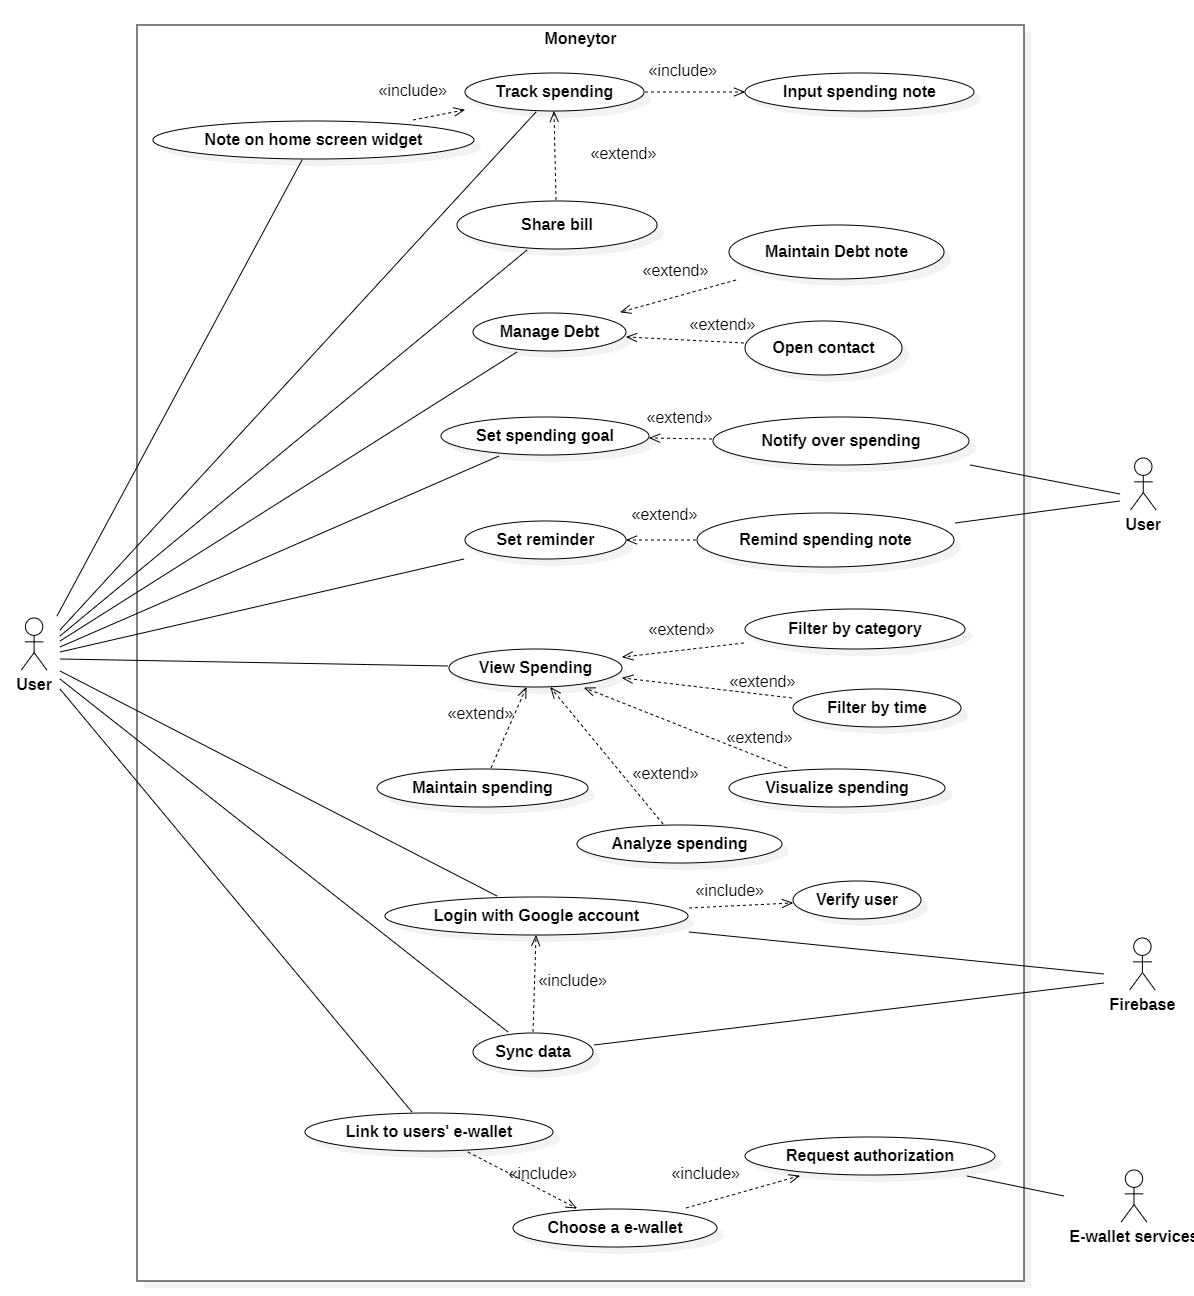 Moneytor
«include»
Track spending
«include»
Input spending note
Note on home screen widget
«extend»
Share bill
Maintain Debt note
«extend»
Manage Debt
«extend»
Open contact
Set spending goal
«extend»
Notify over spending
User
Set reminder
«extend»
Remind spending note
User
View Spending
«extend»
Filter by category
«extend»
Filter by time
«extend»
Maintain spending
«extend»
Visualize spending
«extend»
Analyze spending
Login with Google account
«include»
Verify user
«include»
Firebase
Sync data
Link to users' e-wallet
«include»
Choose a e-wallet
«include»
Request authorization
E-wallet services